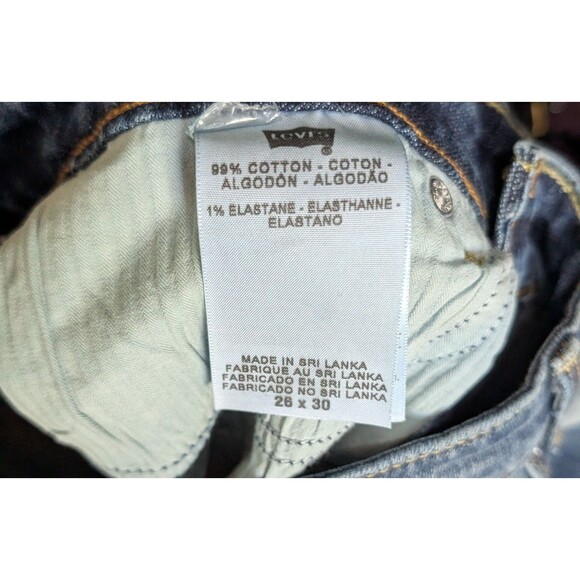 Levi's
®
99% COTTON - COTON -
ALGODÓN - ALGODÃO
1% ELASTANE - ELASTHANNE -
ELASTANO
MADE IN SRI LANKA
FABRIQUE AU SRI LANKA
FABRICADO EN SRI LANKA
FABRICADO NO SRI LANKA
26 x 30